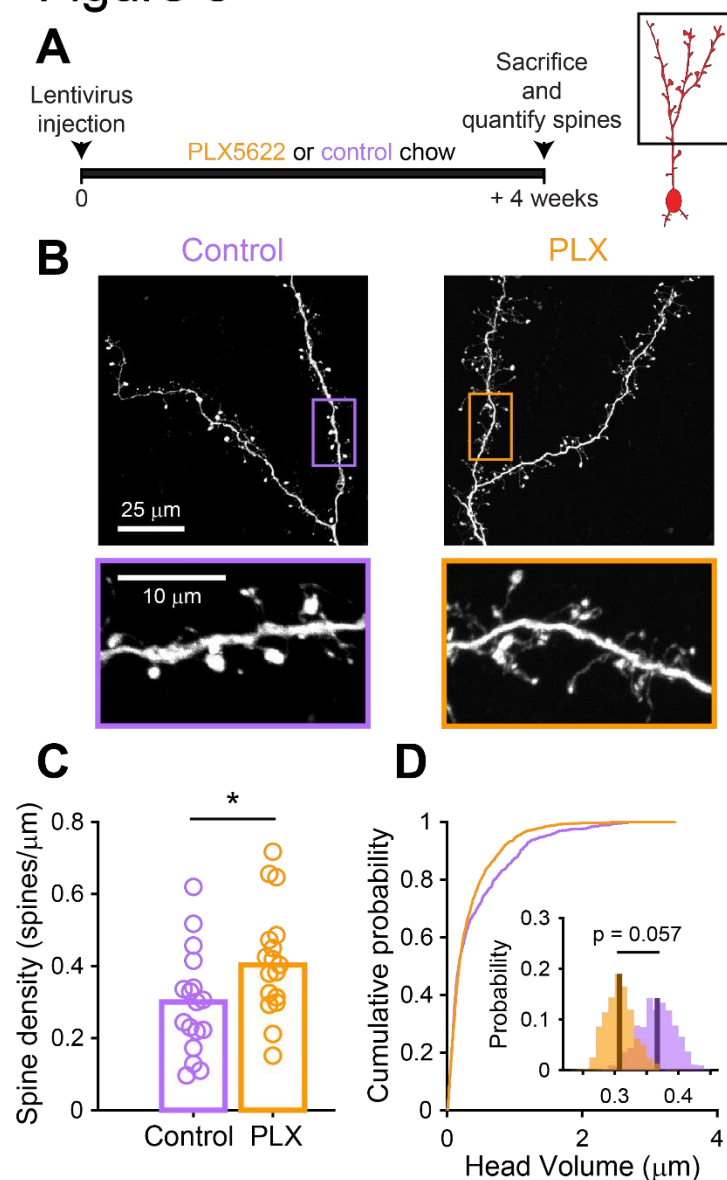 A
Lentivirus
injection
Sacrifice
and
quantify spines
PLX5622 or control chow
0
+ 4 weeks
B
Control
PLX
25 μm
10 μm
C
D
*
Spine density (spines/μm)
0.8
0.6
0.4
0.2
0
Control
PLX
Cumulative probability
1
0.8
0.6
0.4
0.2
0
0
2
4
Head Volume (μm)
p = 0.057
Probability
0.3
0.2
0.1
0
0.3
0.4